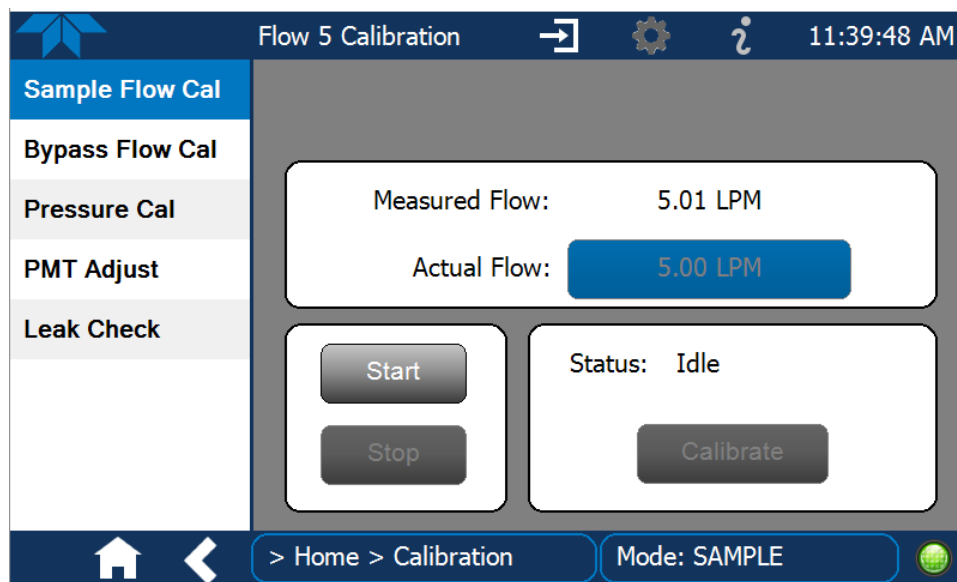 Flow 5 Calibration
11:39:48 AM
Sample Flow Cal
Bypass Flow Cal
Pressure Cal
PMT Adjust
Leak Check
Measured Flow: 5.01 LPM
Actual Flow: 5.00 LPM
Start
Stop
Status: Idle
Calibrate
> Home > Calibration
Mode: SAMPLE